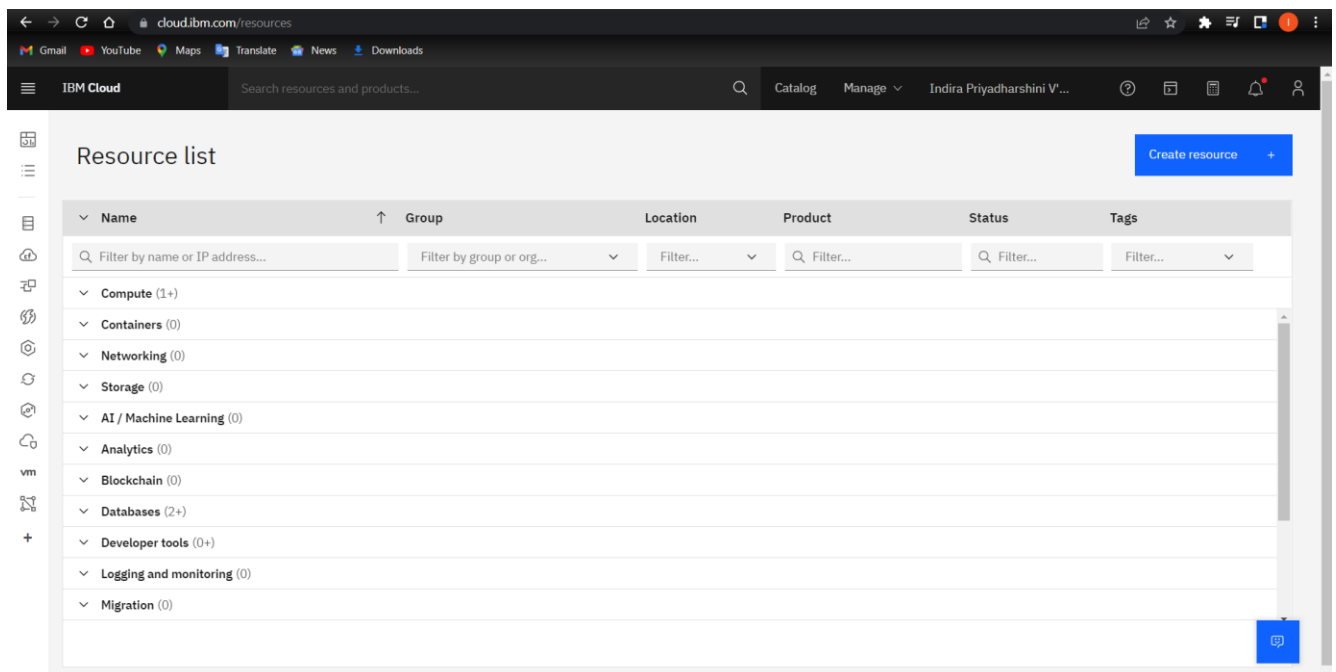 cloud.ibm.com/resources
Gmail YouTube Maps Translate News Downloads
IBM Cloud Search resources and products... Catalog Manage Indira Priyadharshini V'...
Resource list
Create resource +
Name Group Location Product Status Tags
Filter by name or IP address... Filter by group or org... Filter... Filter... Filter... Filter...
Compute (1+)
Containers (0)
Networking (0)
Storage (0)
AI / Machine Learning (0)
Analytics (0)
vm
Blockchain (0)
Databases (2+)
Developer tools (0+)
Logging and monitoring (0)
Migration (0)